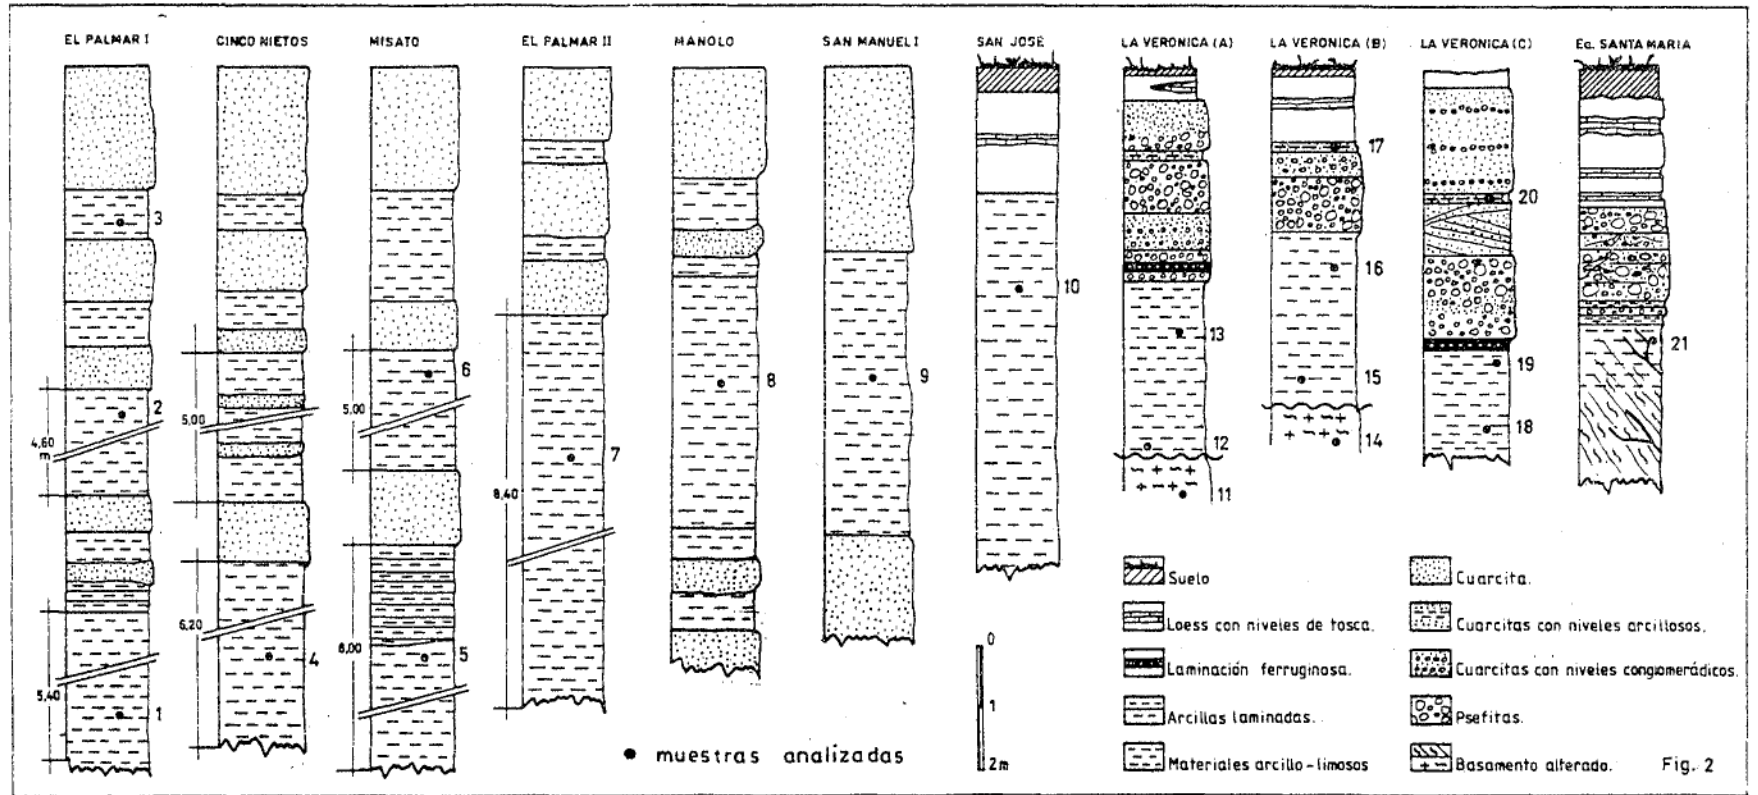 EL PALMAR I
CINCO NIETOS
MISATO
EL PALMAR II
MANOLO
SAN MANUEL I
SAN JOSE
LA VERONICA (A)
LA VERONICA (B)
LA VERONICA (C)
Ea. SANTA MARIA
3
2
4,60
m
5,40
1
5,00
6,20
4
6
5,00
6,00
5
8,40
7
8
9
10
13
12
11
17
16
15
14
20
19
18
21
0
1
2m
Suelo
Loess con niveles de tosca.
Laminación ferruginosa.
Arcillas laminadas.
Materiales arcillo-limosos
Cuarcita.
Cuarcitas con niveles arcillosos.
Cuarcitas con niveles conglomerádicos.
Psefitas.
Basamento alterado.
muestras analizadas
Fig. 2